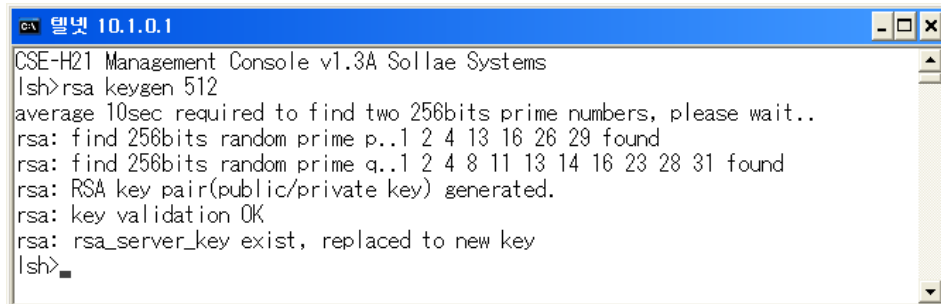 텔넷 10.1.0.1
CSE-H21 Management Console v1.3A Sollae Systems
lsh>rsa keygen 512
average 10sec required to find two 256bits prime numbers, please wait..
rsa: find 256bits random prime p..1 2 4 13 16 26 29 found
rsa: find 256bits random prime q..1 2 4 8 11 13 14 16 23 28 31 found
rsa: RSA key pair(public/private key) generated.
rsa: key validation OK
rsa: rsa_server_key exist, replaced to new key
lsh>